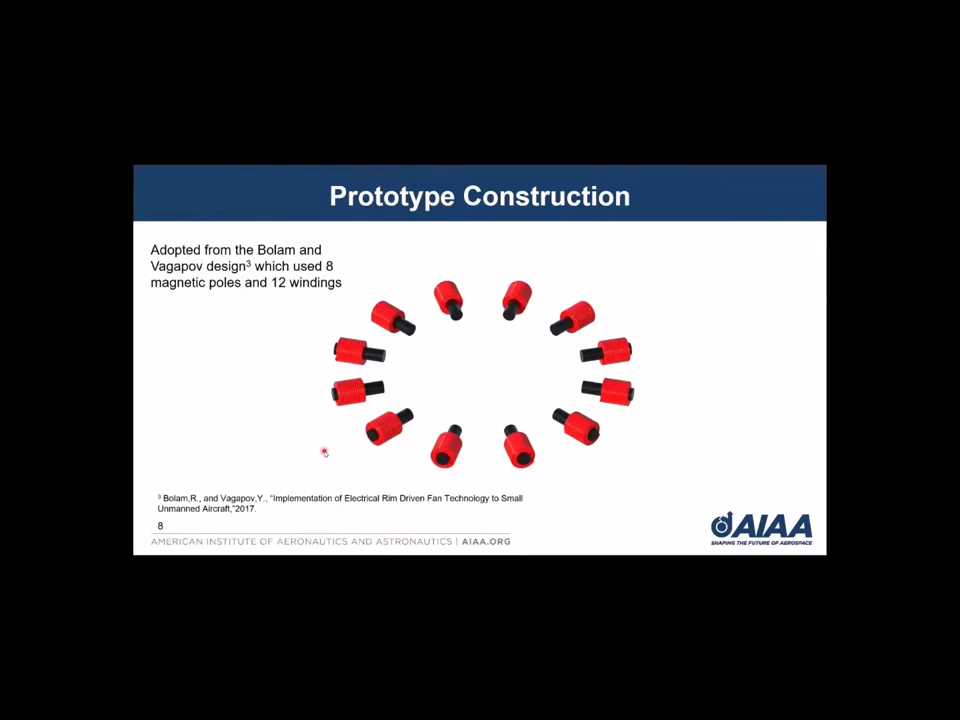 Prototype Construction
Adopted from the Bolam and
Vagapov design³ which used 8
magnetic poles and 12 windings
³ Bolam,R., and Vagapov,Y., "Implementation of Electrical Rim Driven Fan Technology to Small
Unmanned Aircraft,"2017.
8
AMERICAN INSTITUTE OF AERONAUTICS AND ASTRONAUTICS | AIAA.ORG
AIAA
SHAPING THE FUTURE OF AEROSPACE